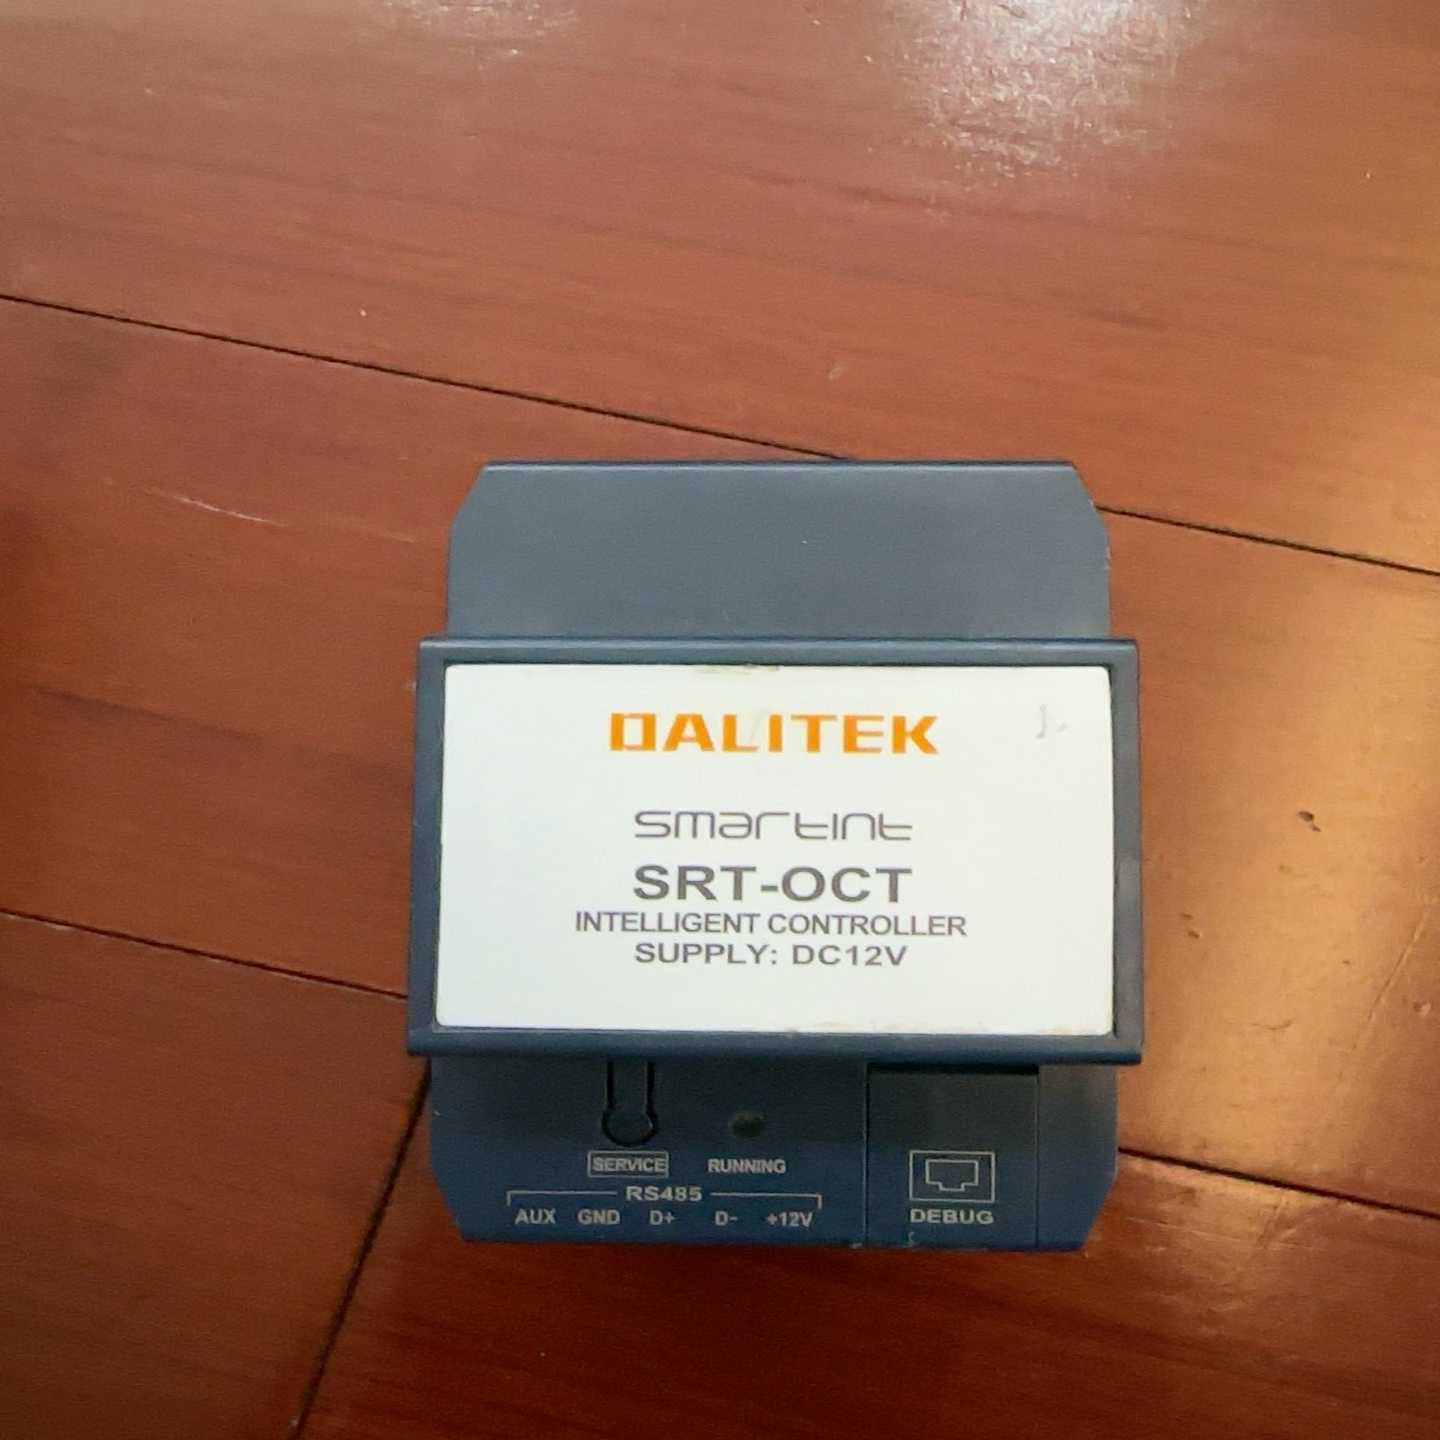 DALITEK
smartint
SRT-OCT
INTELLIGENT CONTROLLER
SUPPLY: DC12V
SERVICE RUNNING
RS485
AUX GND D+ D- +12V
DEBUG